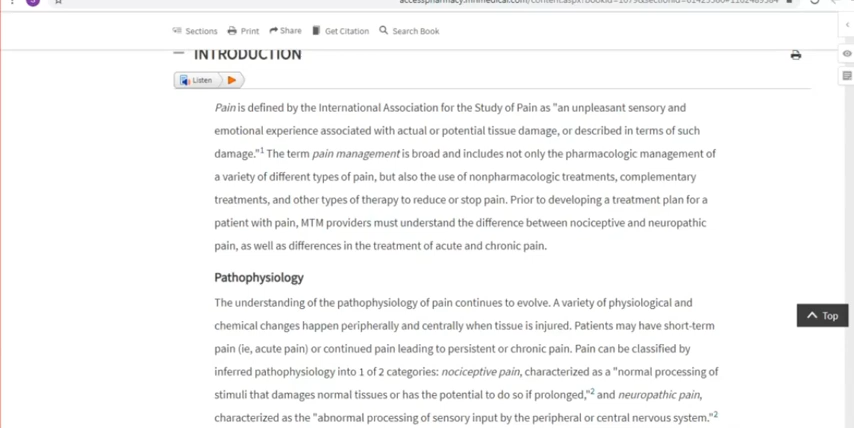 Sections Print Share Get Citation Search Book
INTRODUCTION
Listen
Pain is defined by the International Association for the Study of Pain as "an unpleasant sensory and
emotional experience associated with actual or potential tissue damage, or described in terms of such
damage."1 The term pain management is broad and includes not only the pharmacologic management of
a variety of different types of pain, but also the use of nonpharmacologic treatments, complementary
treatments, and other types of therapy to reduce or stop pain. Prior to developing a treatment plan for a
patient with pain, MTM providers must understand the difference between nociceptive and neuropathic
pain, as well as differences in the treatment of acute and chronic pain.
Pathophysiology
The understanding of the pathophysiology of pain continues to evolve. A variety of physiological and
chemical changes happen peripherally and centrally when tissue is injured. Patients may have short-term
Top
pain (ie, acute pain) or continued pain leading to persistent or chronic pain. Pain can be classified by
inferred pathophysiology into 1 of 2 categories: nociceptive pain, characterized as a "normal processing of
stimuli that damages normal tissues or has the potential to do so if prolonged,"2 and neuropathic pain,
characterized as the "abnormal processing of sensory input by the peripheral or central nervous system."2